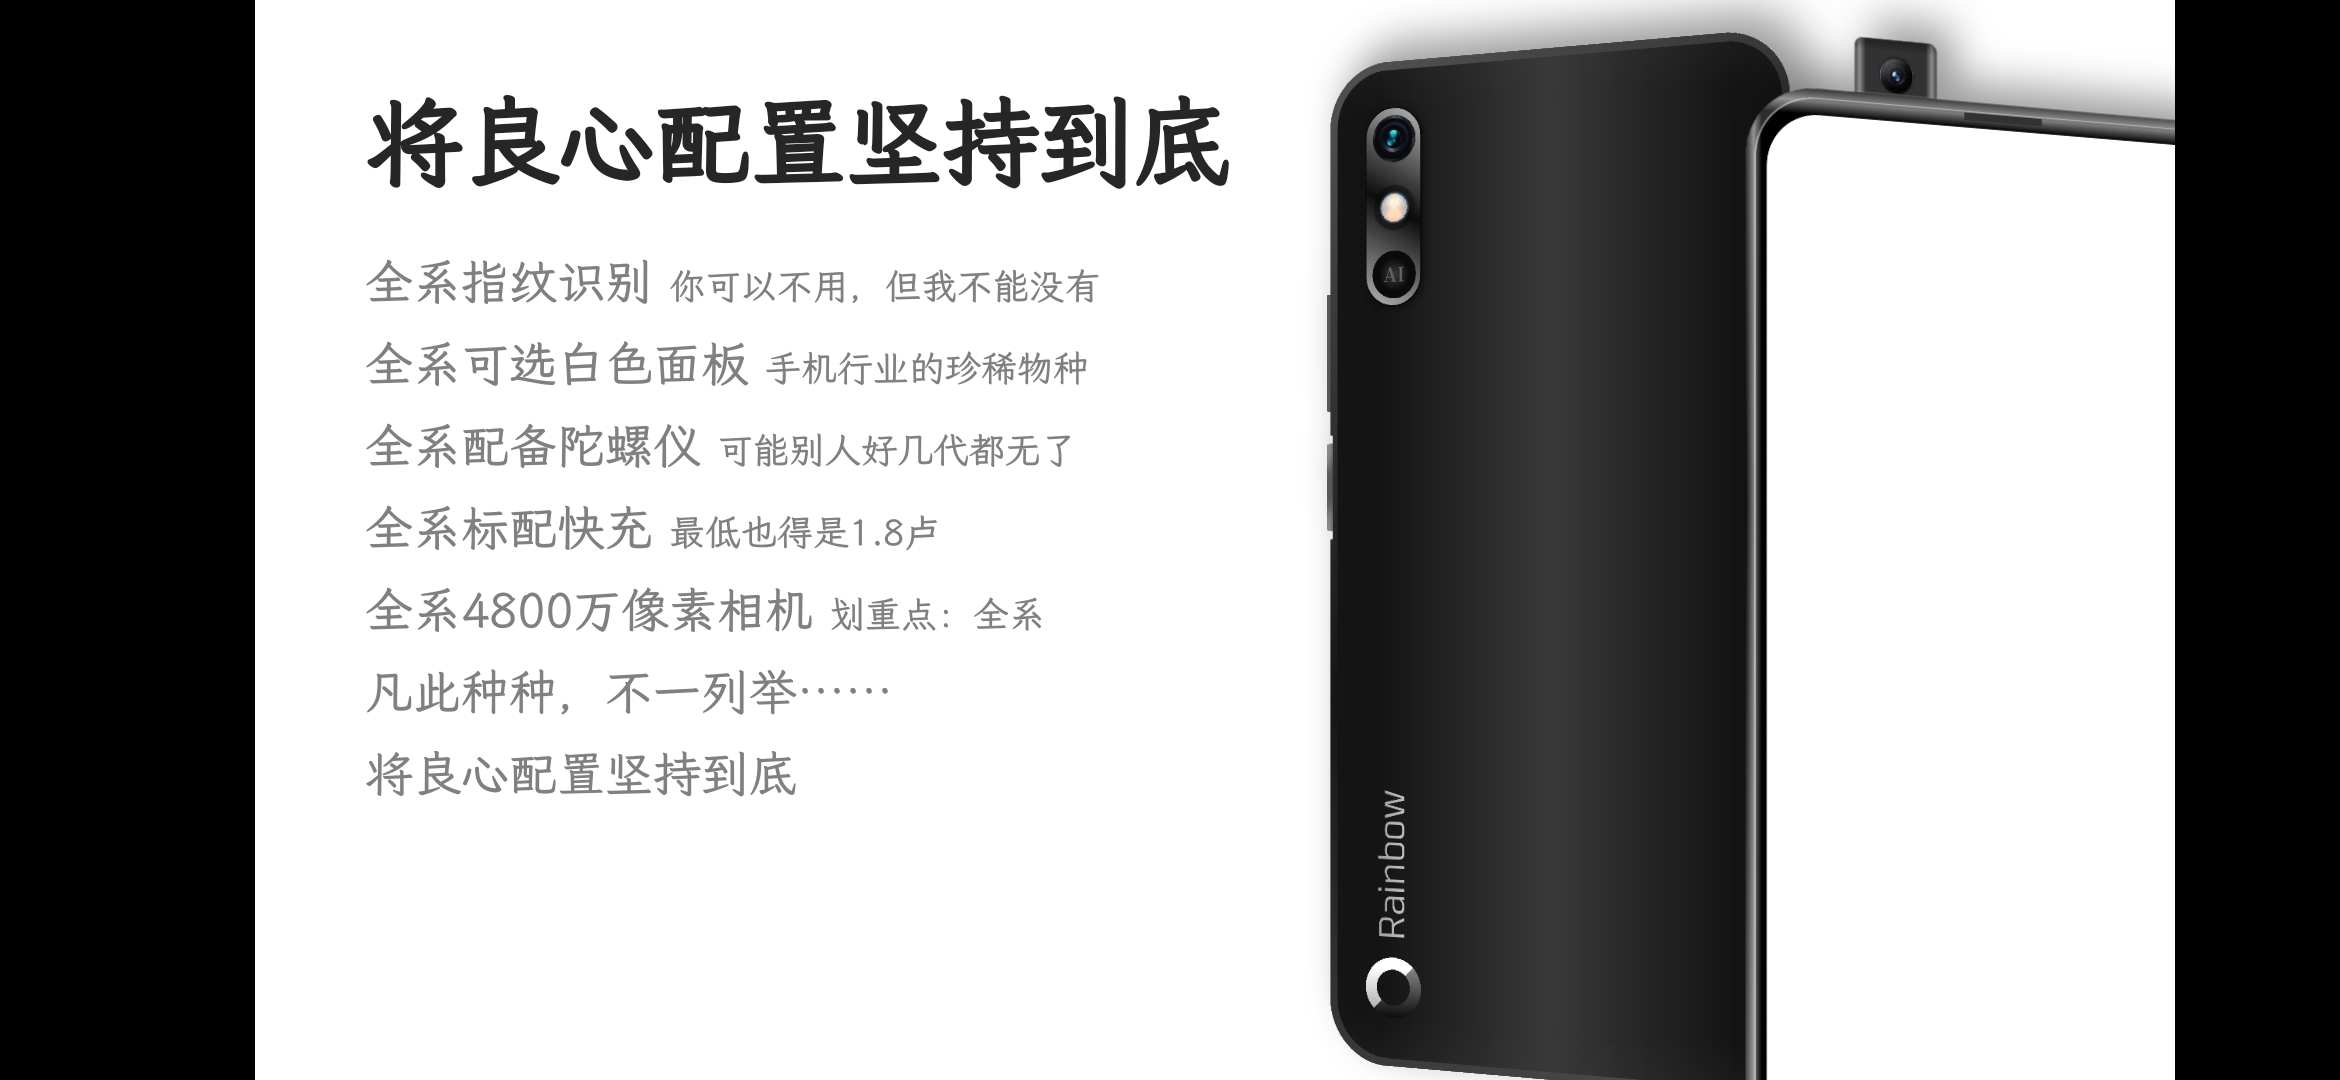 将良心配置坚持到底
全系指纹识别 你可以不用，但我不能没有
全系可选白色面板 手机行业的珍稀物种
全系配备陀螺仪 可能别人好几代都无了
全系标配快充 最低也得是1.8卢
全系4800万像素相机 划重点：全系
凡此种种，不一列举……
将良心配置坚持到底
AI
Rainbow